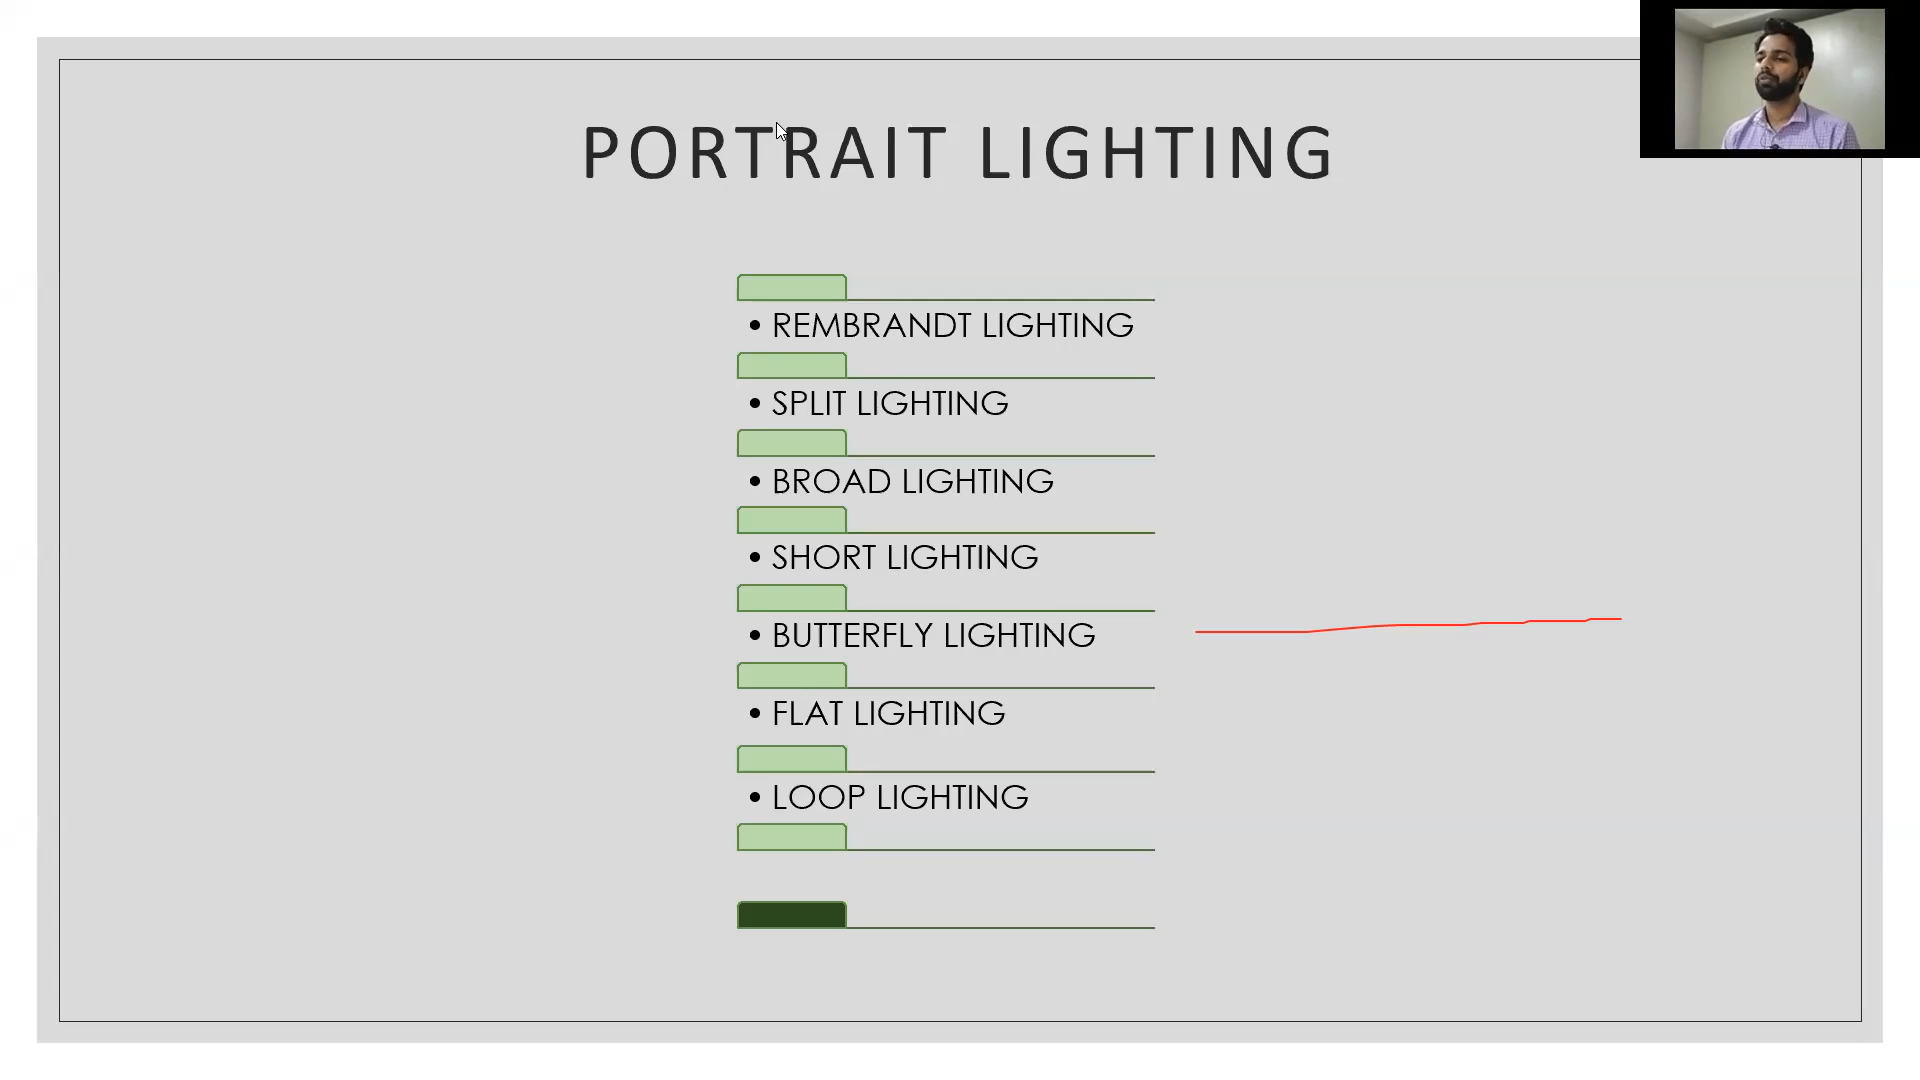 PORTRAIT LIGHTING
• REMBRANDT LIGHTING
• SPLIT LIGHTING
• BROAD LIGHTING
• SHORT LIGHTING
• BUTTERFLY LIGHTING
• FLAT LIGHTING
• LOOP LIGHTING